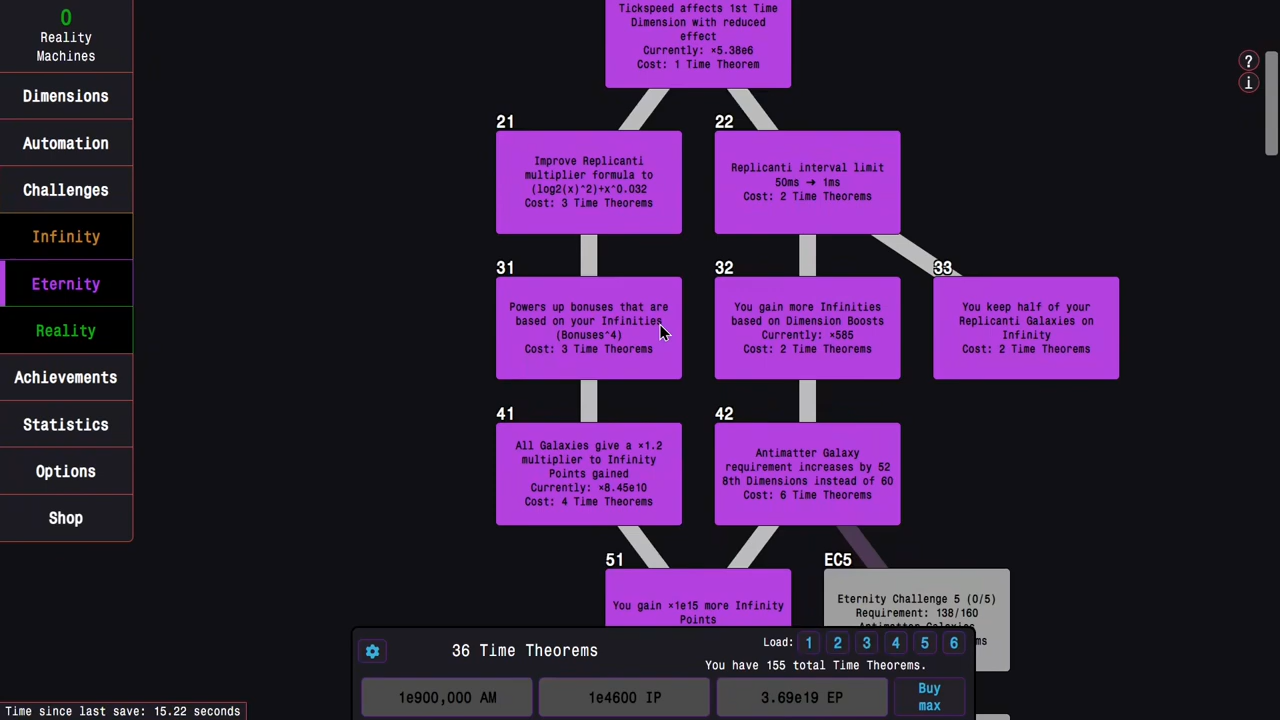 0
Reality
Machines
Dimensions
Automation
Challenges
Infinity
Eternity
Reality
Achievements
Statistics
Options
Shop
Tickspeed affects 1st Time
Dimension with reduced
effect
Currently: ×5.38e6
Cost: 1 Time Theorem
?
i
21
Improve Replicanti
multiplier formula to
(log2(x)^2)+x^0.032
Cost: 3 Time Theorems
22
Replicanti interval limit
50ms → 1ms
Cost: 2 Time Theorems
31
Powers up bonuses that are
based on your Infinities
(Bonuses^4)
Cost: 3 Time Theorems
32
You gain more Infinities
based on Dimension Boosts
Currently: ×585
Cost: 2 Time Theorems
33
You keep half of your
Replicanti Galaxies on
Infinity
Cost: 2 Time Theorems
41
All Galaxies give a ×1.2
multiplier to Infinity
Points gained
Currently: ×8.45e10
Cost: 4 Time Theorems
42
Antimatter Galaxy
requirement increases by 52
8th Dimensions instead of 60
Cost: 6 Time Theorems
51
You gain ×1e15 more Infinity
Points
EC5
Eternity Challenge 5 (0/5)
Requirement: 138/160
Antimatter Galaxies
36 Time Theorems
Load: 1 2 3 4 5 6
You have 155 total Time Theorems.
1e900,000 AM
1e4600 IP
3.69e19 EP
Buy
max
Time since last save: 15.22 seconds